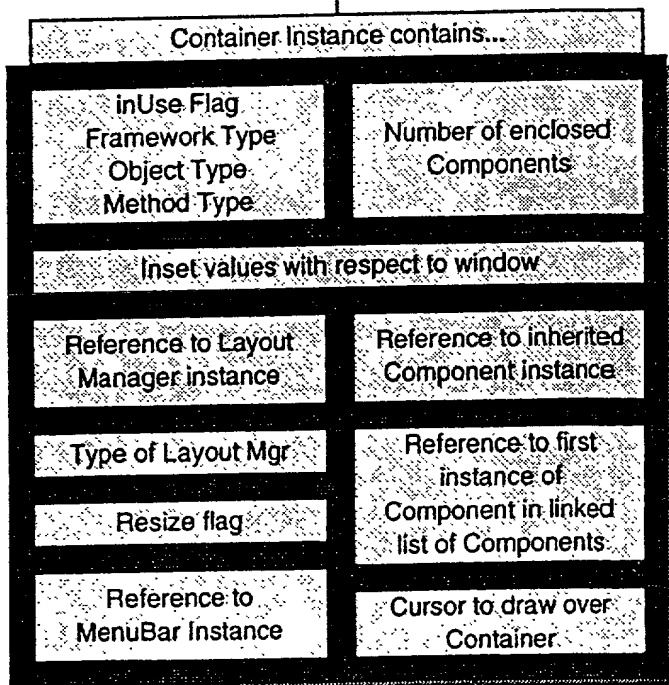 Container Instance contains...
inUse Flag
Framework Type
Object Type
Method Type
Number of enclosed
Components
Inset values with respect to window
Reference to Layout
Manager instance
Reference to inherited
Component instance
Type of Layout Mgr
Reference to first
instance of
Component in linked
list of Components
Resize flag
Reference to
MenuBar Instance
Cursor to draw over
Container